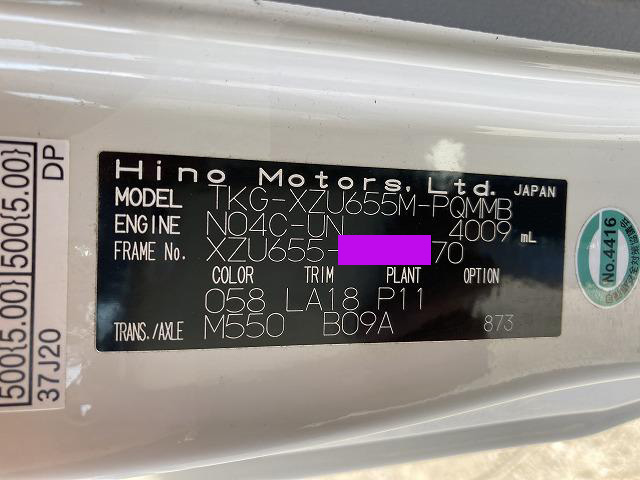 Hino Motors, Ltd. JAPAN
MODEL TKG-XZU655M-PQMMB
ENGINE N04C-UN 4009 mL
FRAME No. XZU655- 70
COLOR TRIM PLANT OPTION
058 LA18 P11
TRANS./AXLE M550 B09A 873
500{5.00} 500{5.00}
37J20 DP
No.4416